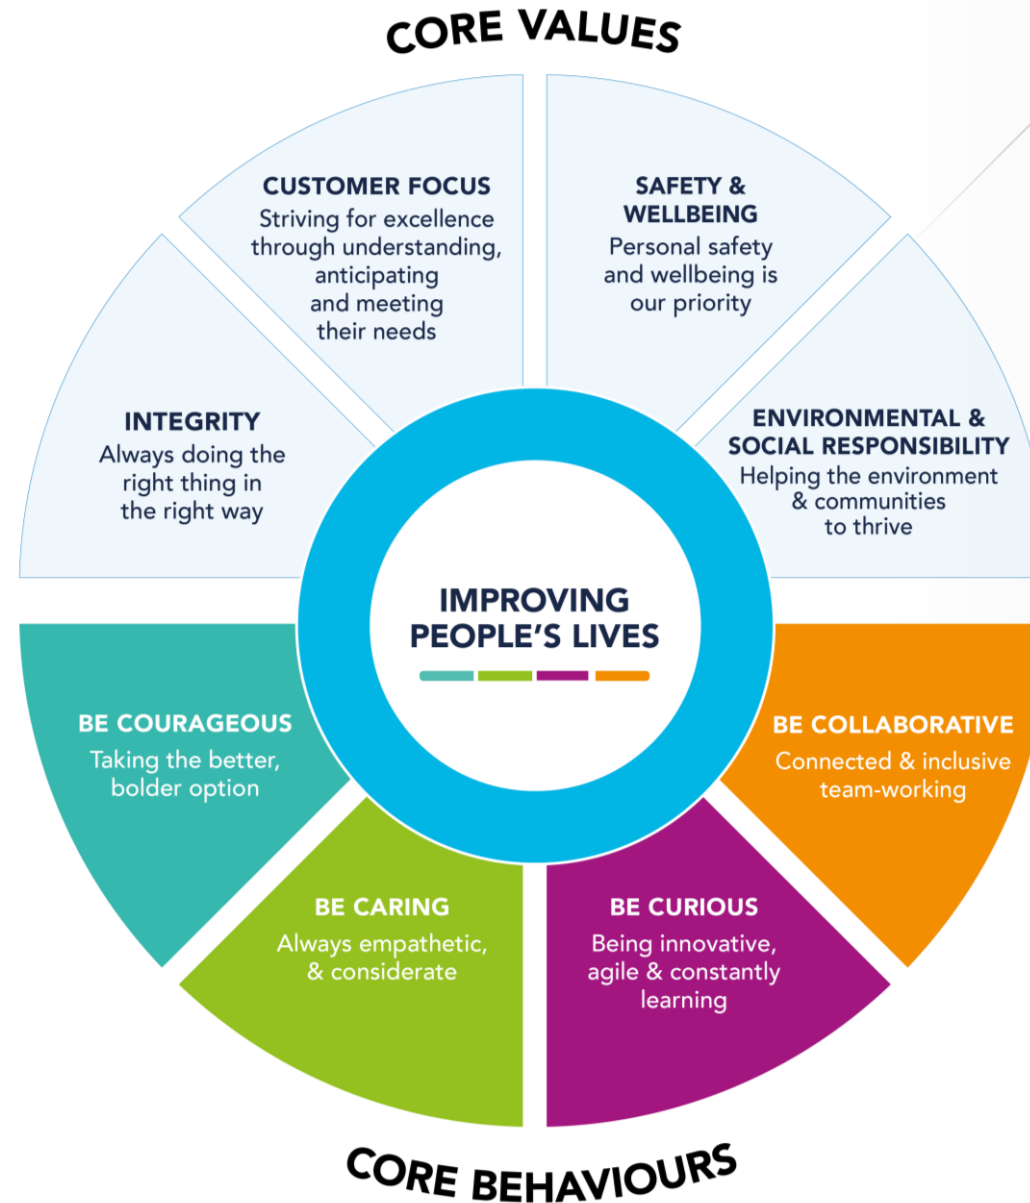 CORE VALUES
CUSTOMER FOCUS
Striving for excellence
through understanding,
anticipating
and meeting
their needs
SAFETY &
WELLBEING
Personal safety
and wellbeing is
our priority
INTEGRITY
Always doing the
right thing in
the right way
ENVIRONMENTAL &
SOCIAL RESPONSIBILITY
Helping the environment
& communities
to thrive
IMPROVING
PEOPLE'S LIVES
BE COURAGEOUS
Taking the better,
bolder option
BE COLLABORATIVE
Connected & inclusive
team-working
BE CARING
Always empathetic,
& considerate
BE CURIOUS
Being innovative,
agile & constantly
learning
CORE BEHAVIOURS